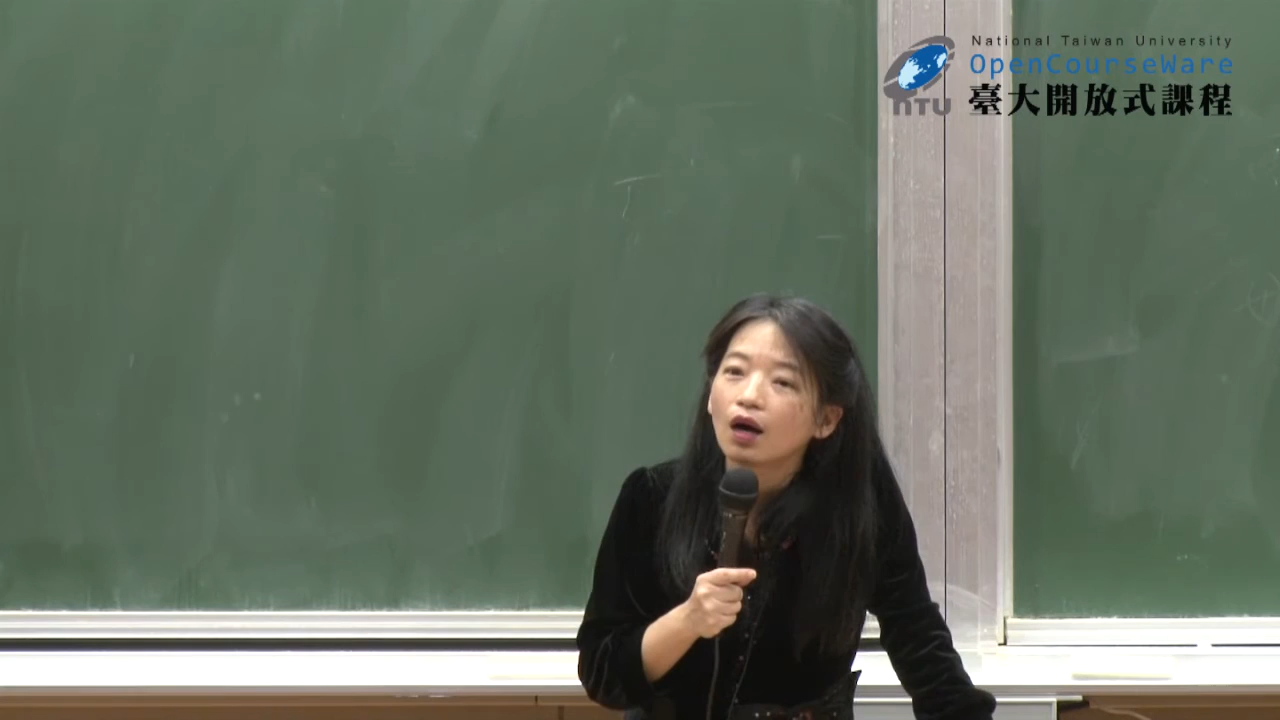 National Taiwan University
OpenCourseWare
臺大開放式課程
NTU